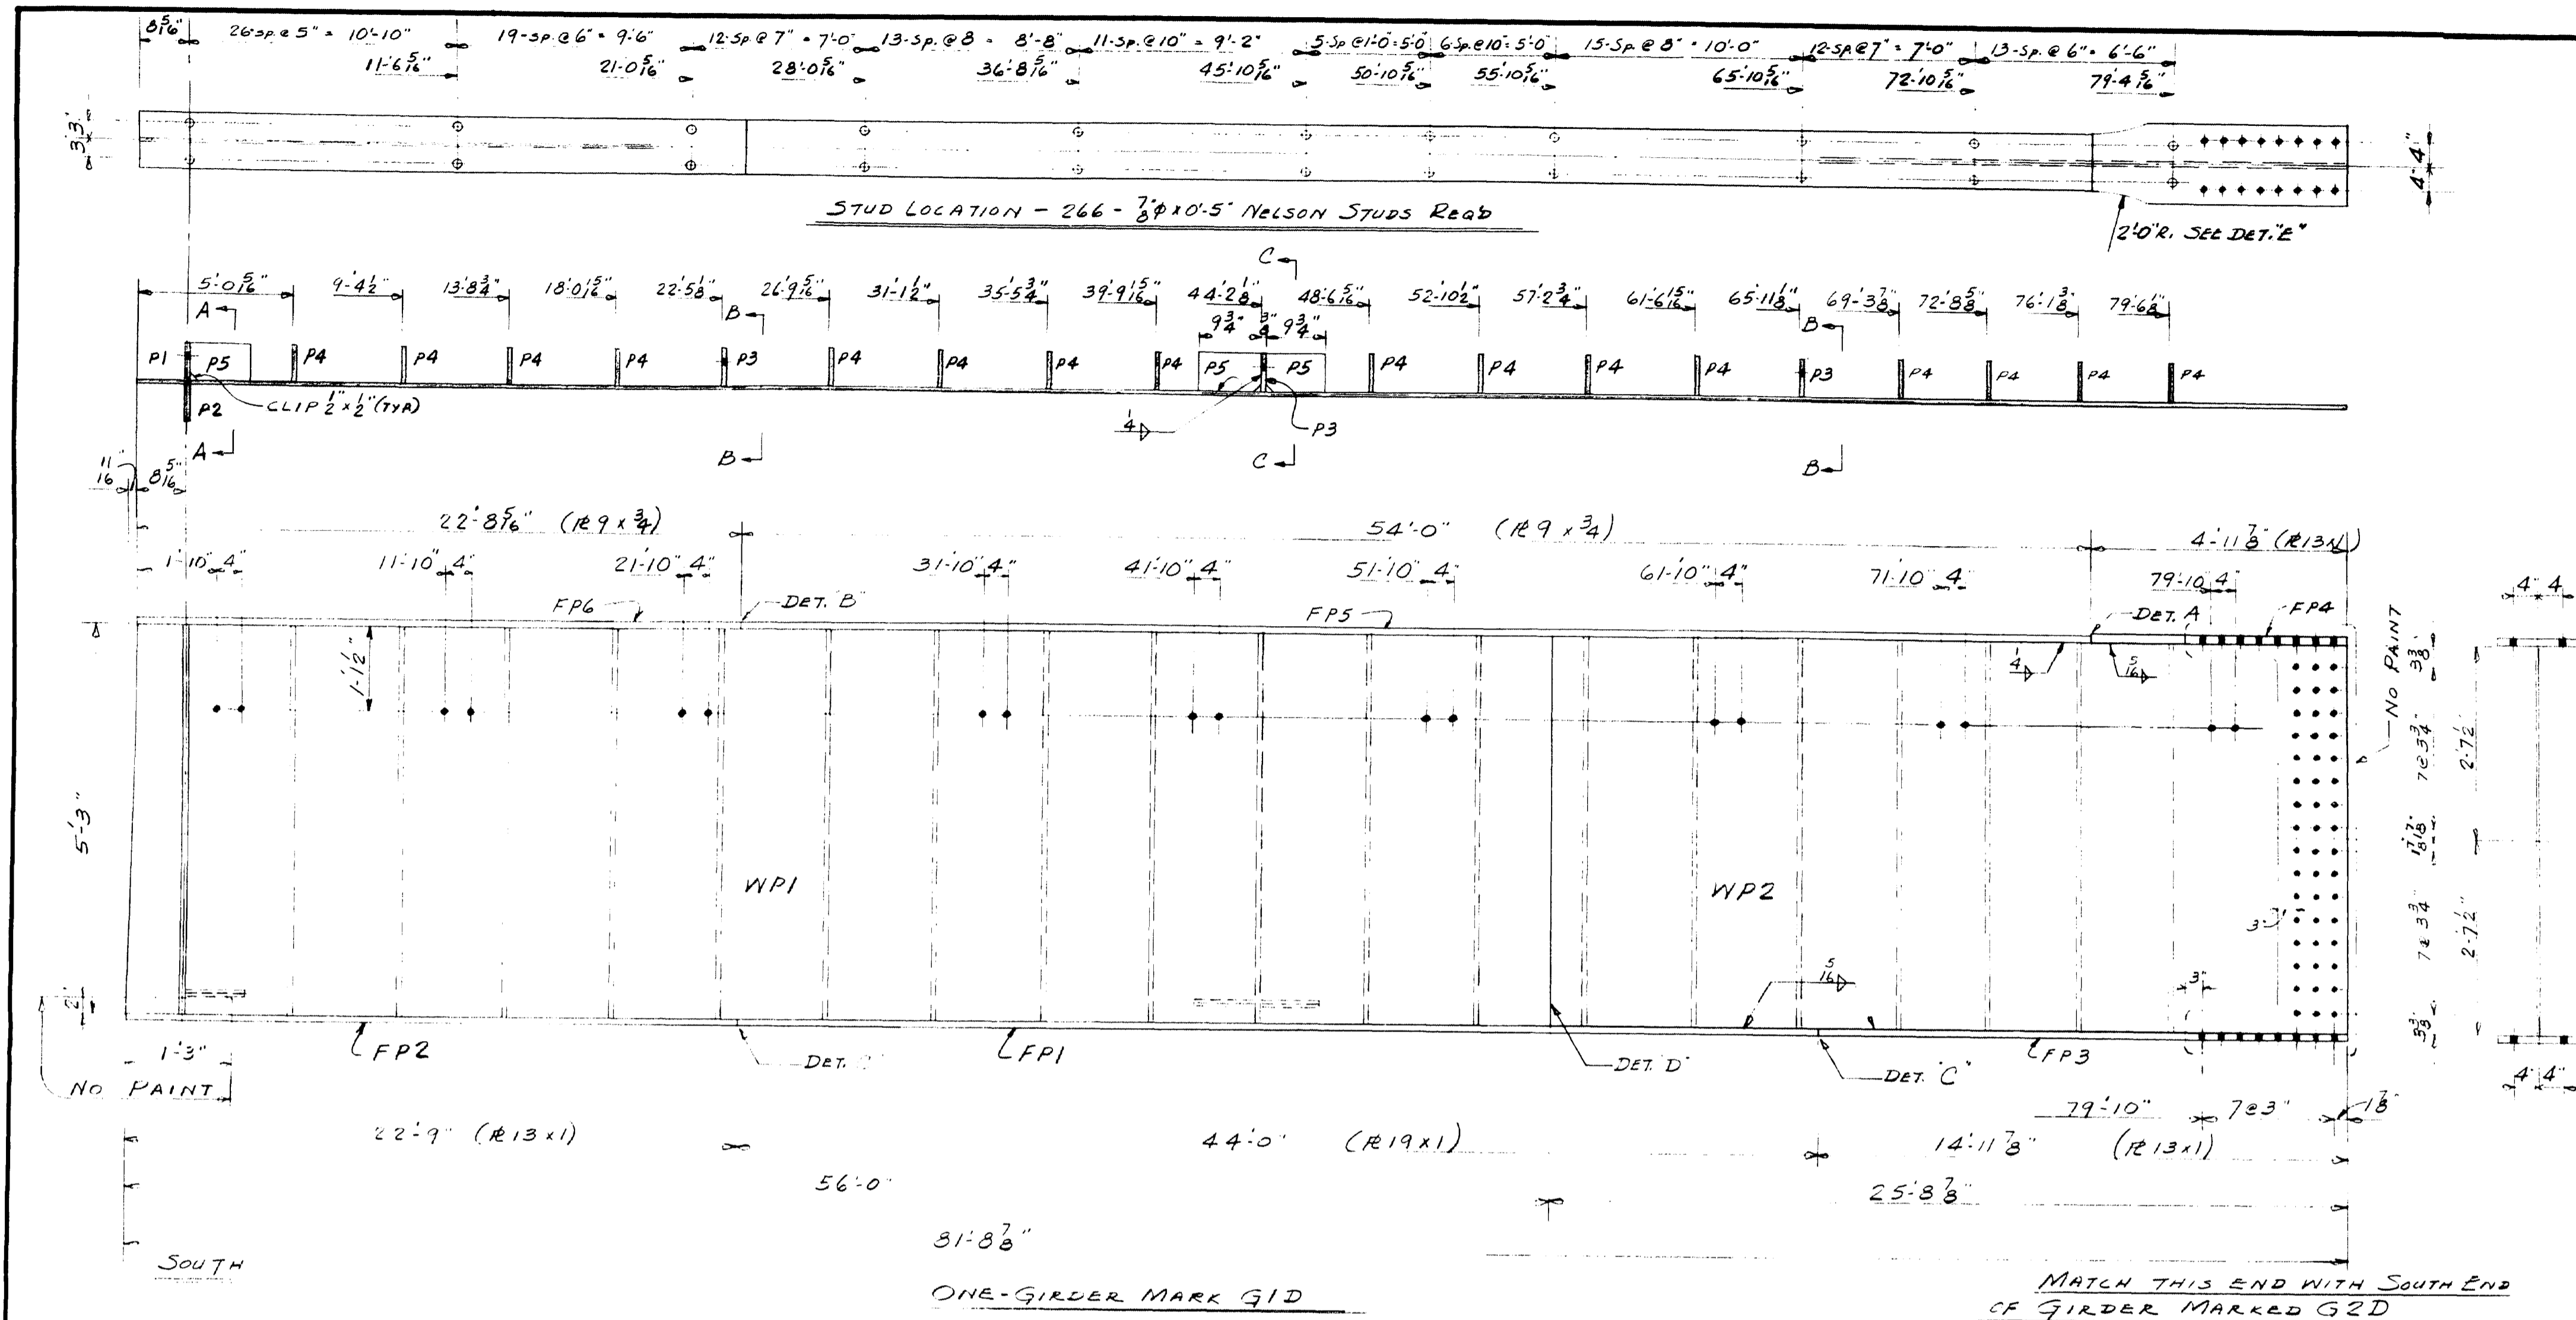 8 5/16" 26-SP. @ 5" = 10'-10" 19-SP. @ 6" = 9'-6" 12-SP @ 7" = 7'-0" 13-SP. @ 8 = 8'-8" 11-SP. @ 10" = 9'-2" 5-SP @ 1'-0 = 5'-0" 6-SP. @ 10" = 5'-0" 15-SP. @ 8" = 10'-0" 12-SP. @ 7" = 7'-0" 13-SP. @ 6" = 6'-6"
11'-6 5/16" 21'-0 5/16" 28'-0 5/16" 36'-8 5/16" 45'-10 5/16" 50'-10 5/16" 55'-10 5/16" 65'-10 5/16" 72'-10 5/16" 79'-4 5/16"
3" 3"
4" 4"
STUD LOCATION - 266 - 7/8"φ x 0'-5" NELSON STUDS REQ'D
2'-0"R. SEE DET. "E"
C
5'-0 5/16" 9'-4 1/2" 13'-8 3/4" 18'-0 15/16" 22'-5 1/8" 26'-9 5/16" 31'-1 1/2" 35'-5 3/4" 39'-9 15/16" 44'-2 1/8" 48'-6 5/16" 52'-10 1/2" 57'-2 3/4" 61'-6 15/16" 65'-11 1/8" 69'-3 7/8" 72'-8 5/8" 76'-1 3/8" 79'-6 1/8"
A B 9 3/4" 9 3/4" B
P1 P5 P4 P4 P4 P4 P3 P4 P4 P4 P4 P5 P5 P4 P4 P4 P4 P3 P4 P4 P4 P4
P2 CLIP 1/2" x 1/2" (TYP) 1/4 P3
A B C B
11/16" 8 5/16"
22'-8 5/16" (℄ 9 x 3/4) 54'-0" (℄ 9 x 3/4) 4'-11 7/8"
1'-10" 4" 11'-10" 4" 21'-10" 4" 31'-10" 4" 41'-10" 4" 51'-10" 4" 61'-10" 4" 71'-10" 4" 79'-10 4"
4" 4
FP6 DET. "B" FP5 DET. A FP4
1'-1 1/2" 1/4 5/16
NO PAINT
3 3/8" 7@3 3/4" 2'-7 1/2"
5'-3"
1 7/8"
WP1 WP2
7@3 3/4 2'-7 1/2"
5/16 3"
2"
3 3/8"
1'-3" FP2 DET. FP1 DET. "D" DET. "C" FP3
4" 4"
NO PAINT
79'-10" 7@3" 1 7/8
22'-9" (℄ 13 x 1) 44'-0" (℄ 19 x 1) 14'-11 7/8" (℄ 13 x 1)
56'-0" 25'-8 7/8"
81'-8 7/8"
SOUTH
ONE-GIRDER MARK G1D
MATCH THIS END WITH SOUTH END
OF GIRDER MARKED G2D